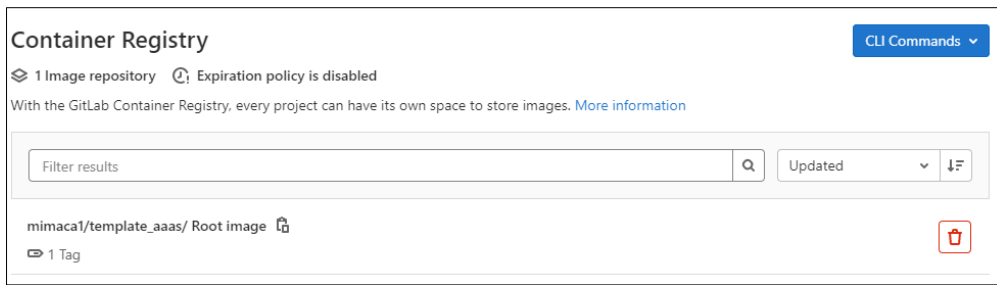 Container Registry
CLI Commands
1 Image repository Expiration policy is disabled
With the GitLab Container Registry, every project can have its own space to store images. More information
Filter results
Updated
mimaca1/template_aaas/ Root image
1 Tag